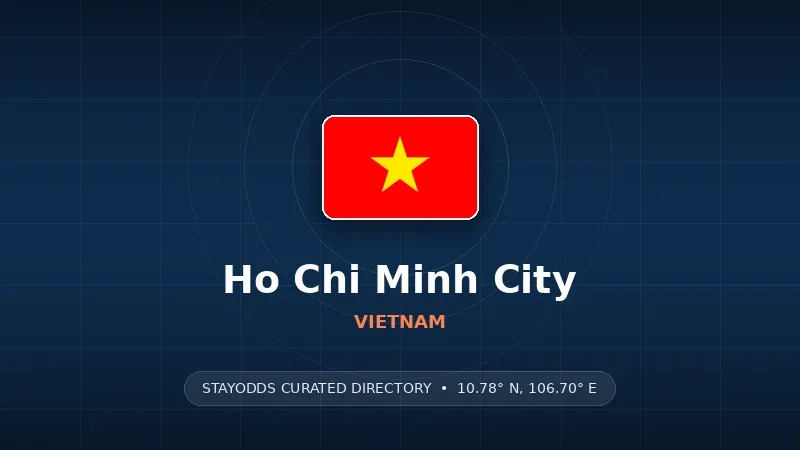 Ho Chi Minh City
VIETNAM
STAYODDS CURATED DIRECTORY • 10.78° N, 106.70° E